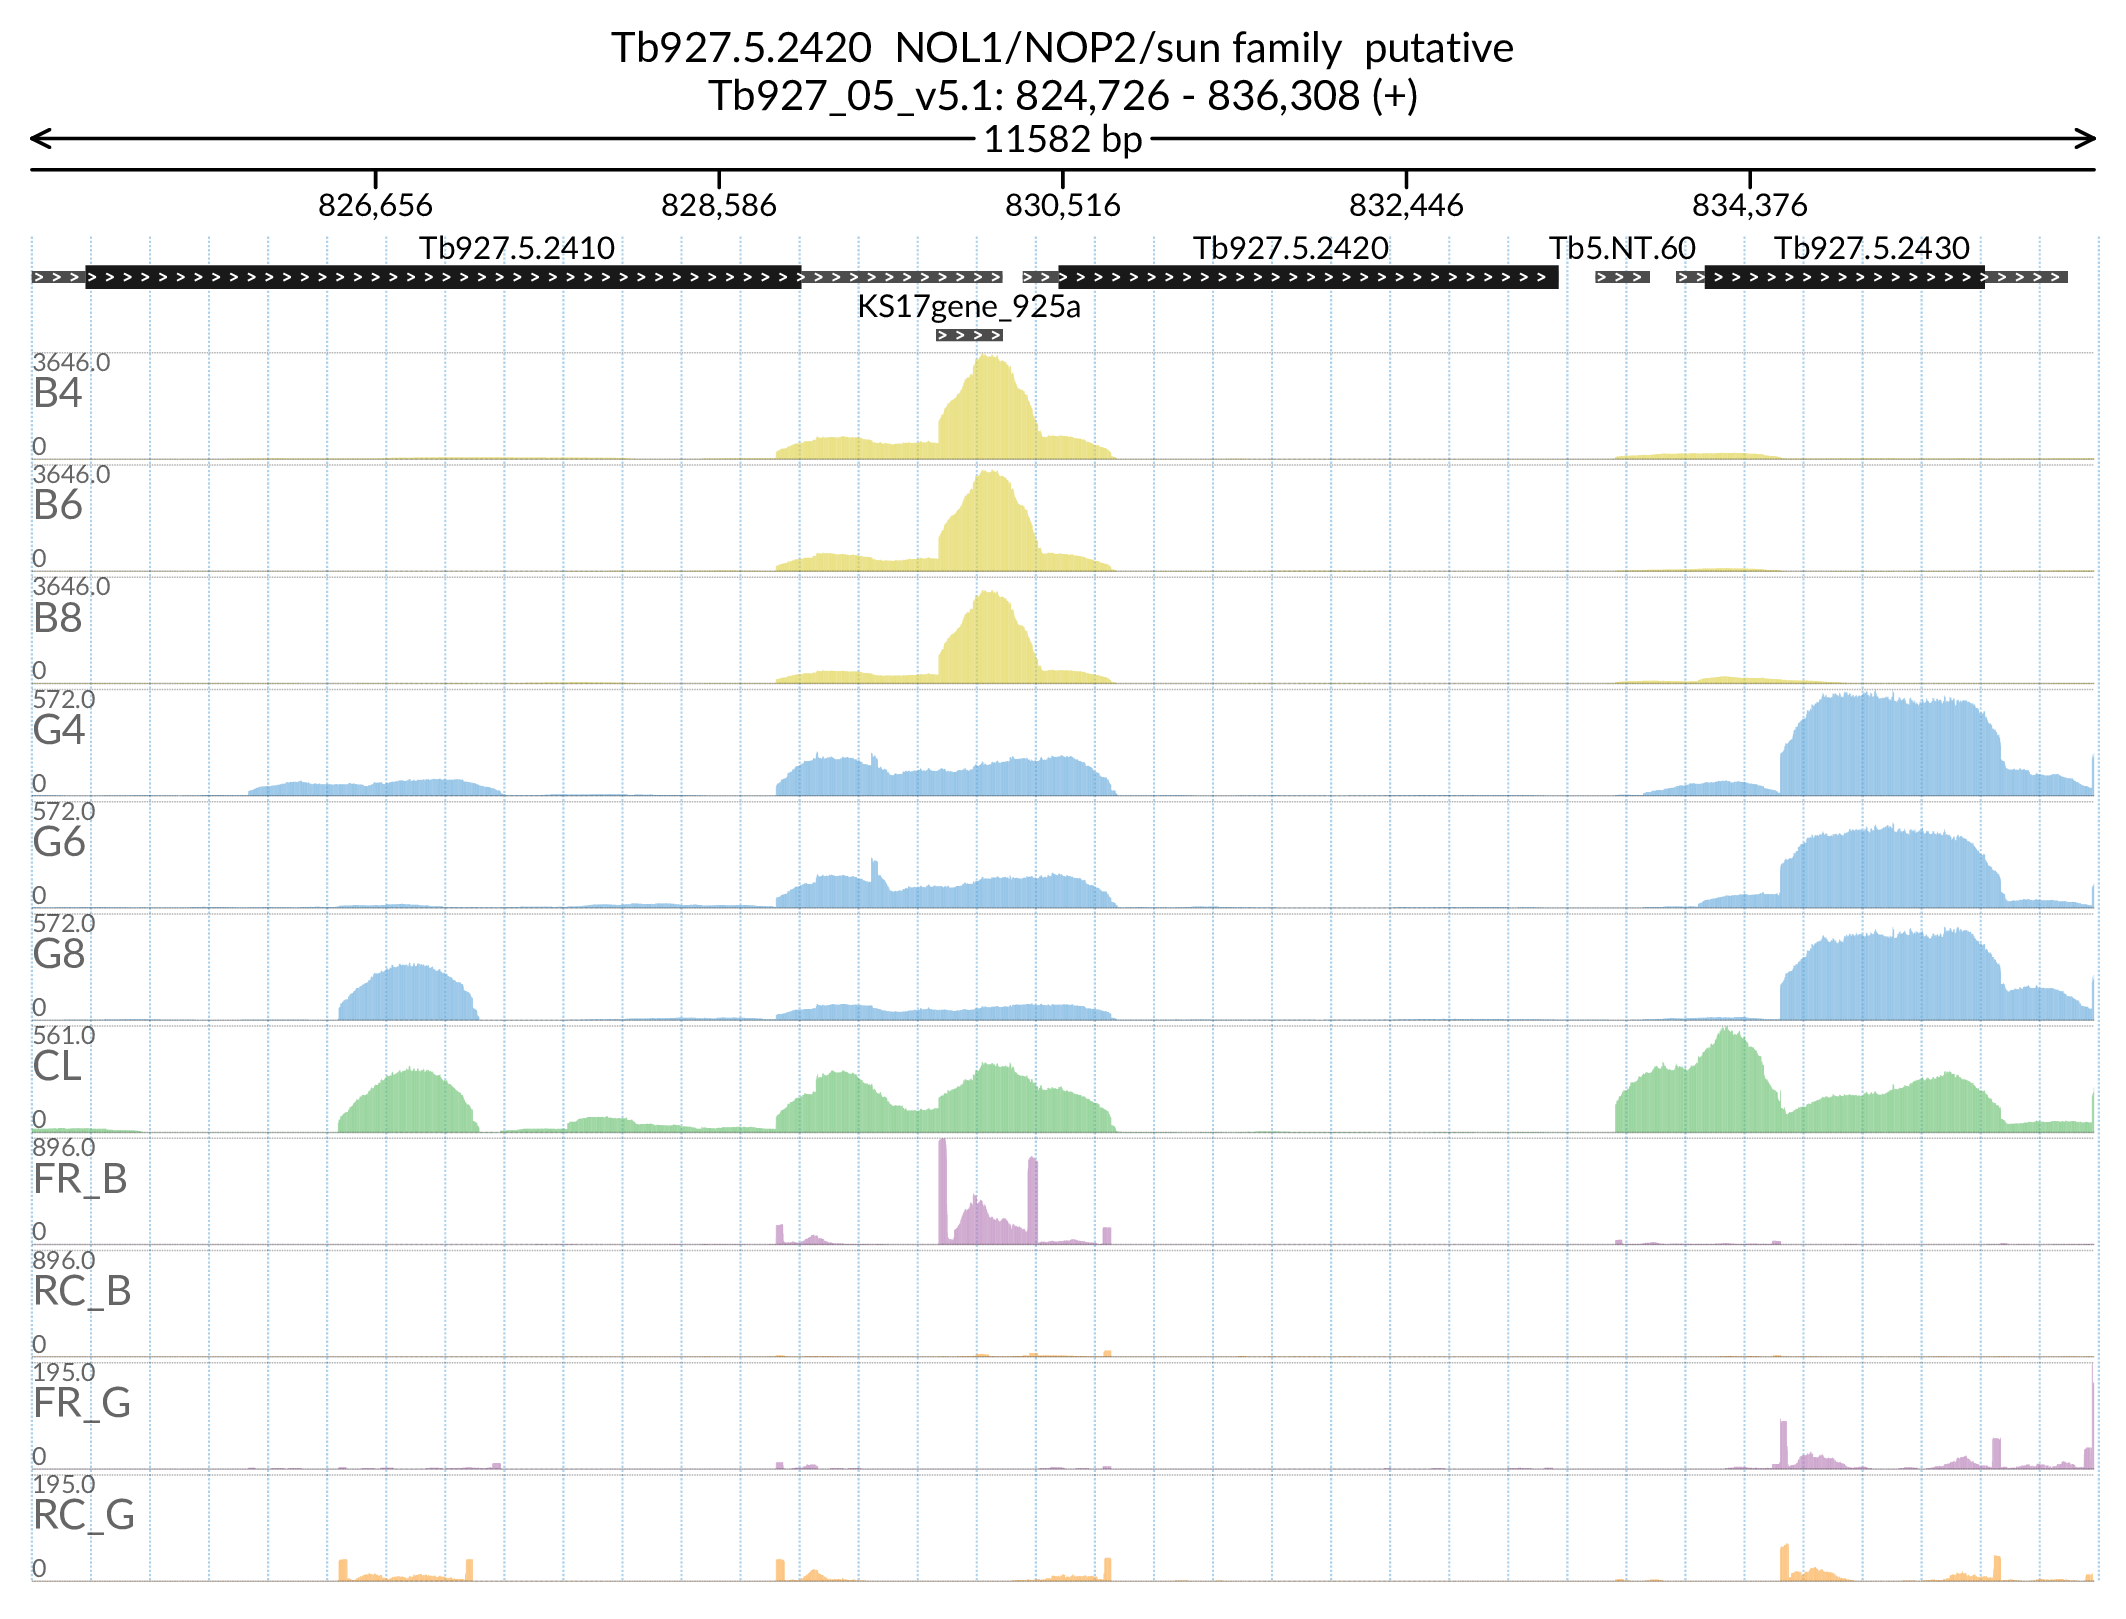 Tb927.5.2420  NOL1/NOP2/sun family  putative
Tb927_05_v5.1: 824,726 - 836,308 (+)
11582 bp
826,656 828,586 830,516 832,446 834,376
Tb927.5.2410 Tb927.5.2420 Tb5.NT.60 Tb927.5.2430
KS17gene_925a
3646.0
B4
0
3646.0
B6
0
3646.0
B8
0
572.0
G4
0
572.0
G6
0
572.0
G8
0
561.0
CL
0
896.0
FR_B
0
896.0
RC_B
0
195.0
FR_G
0
195.0
RC_G
0